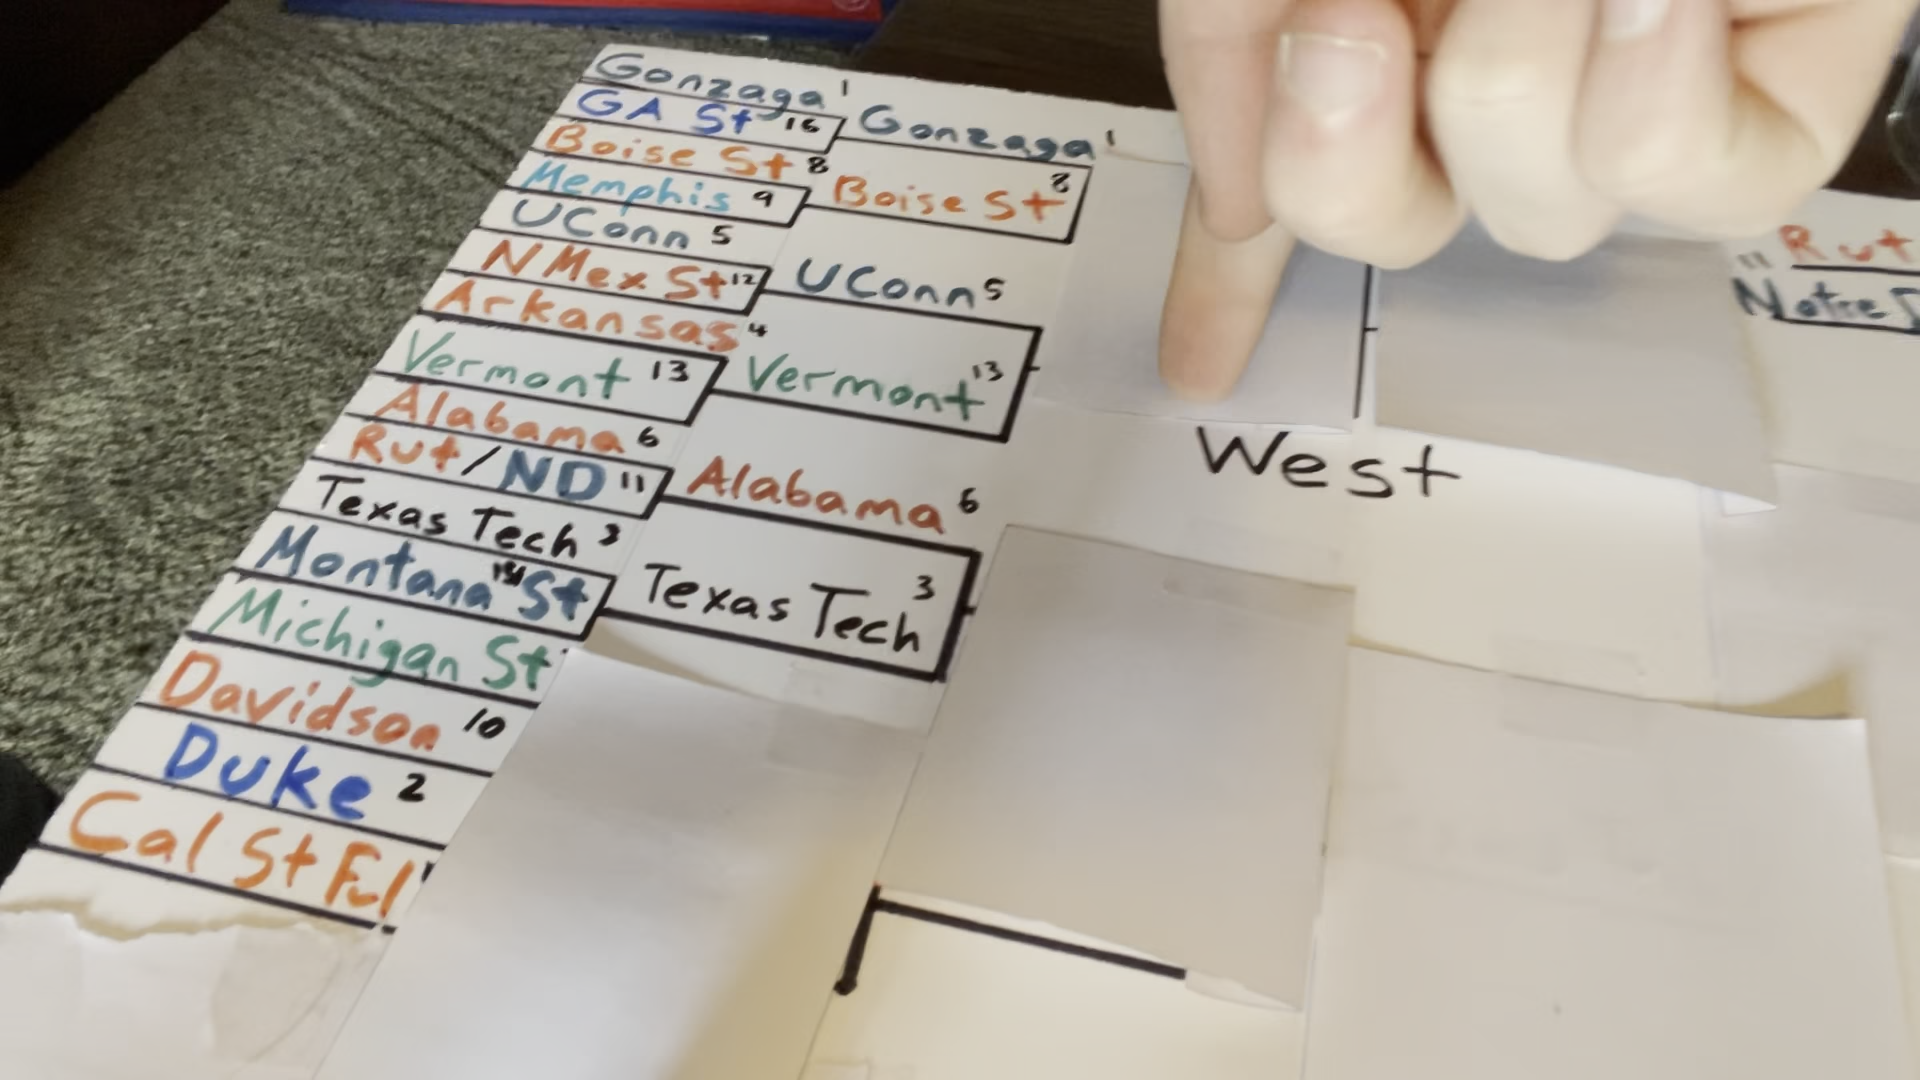 Gonzaga 1
GA St 16
Boise St 8
Memphis 9
UConn 5
N Mex St 12
Arkansas 4
Vermont 13
Alabama 6
Rut/ND 11
Texas Tech 3
Montana St
Michigan St
Davidson 10
Duke 2
Cal St Ful
Gonzaga 1
Boise St 8
UConn 5
Vermont 13
Alabama 6
Texas Tech 3
West
11 Rut
Notre